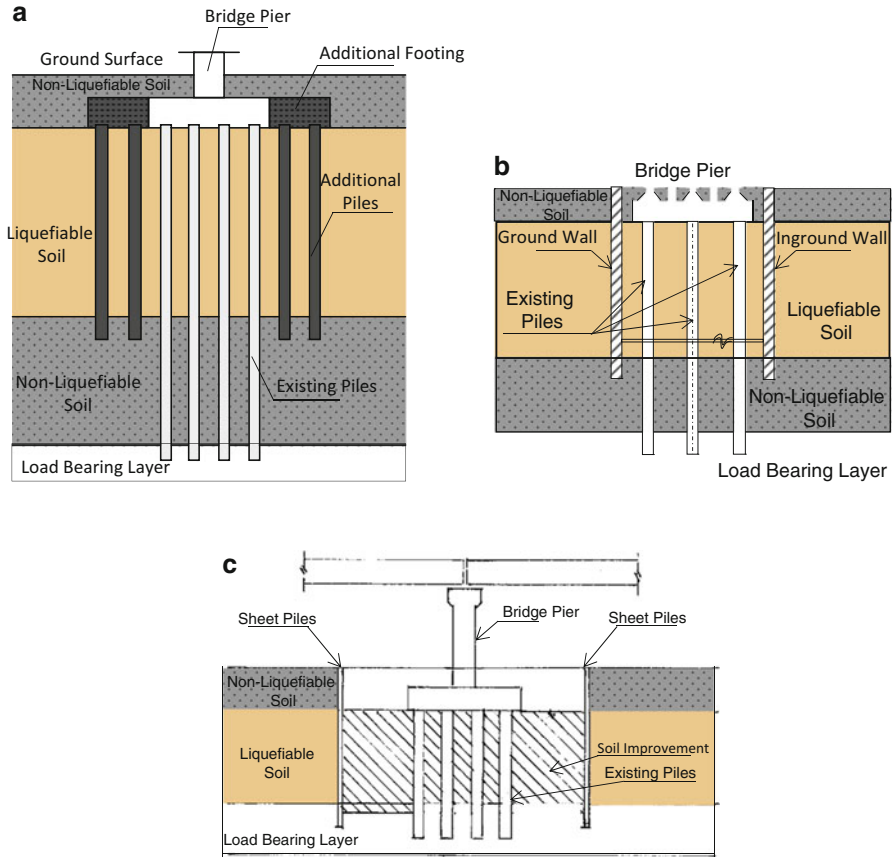 a
Bridge Pier
Ground Surface
Additional Footing
Non-Liquefiable Soil
Additional
Piles
Liquefiable
Soil
Non-Liquefiable
Soil
Existing Piles
Load Bearing Layer
b
Bridge Pier
Non-Liquefiable
Soil
Ground Wall
Inground Wall
Existing
Piles
Liquefiable
Soil
Non-Liquefiable
Soil
Load Bearing Layer
c
Sheet Piles
Bridge Pier
Sheet Piles
Non-Liquefiable
Soil
Liquefiable
Soil
Soil Improvement
Existing Piles
Load Bearing Layer